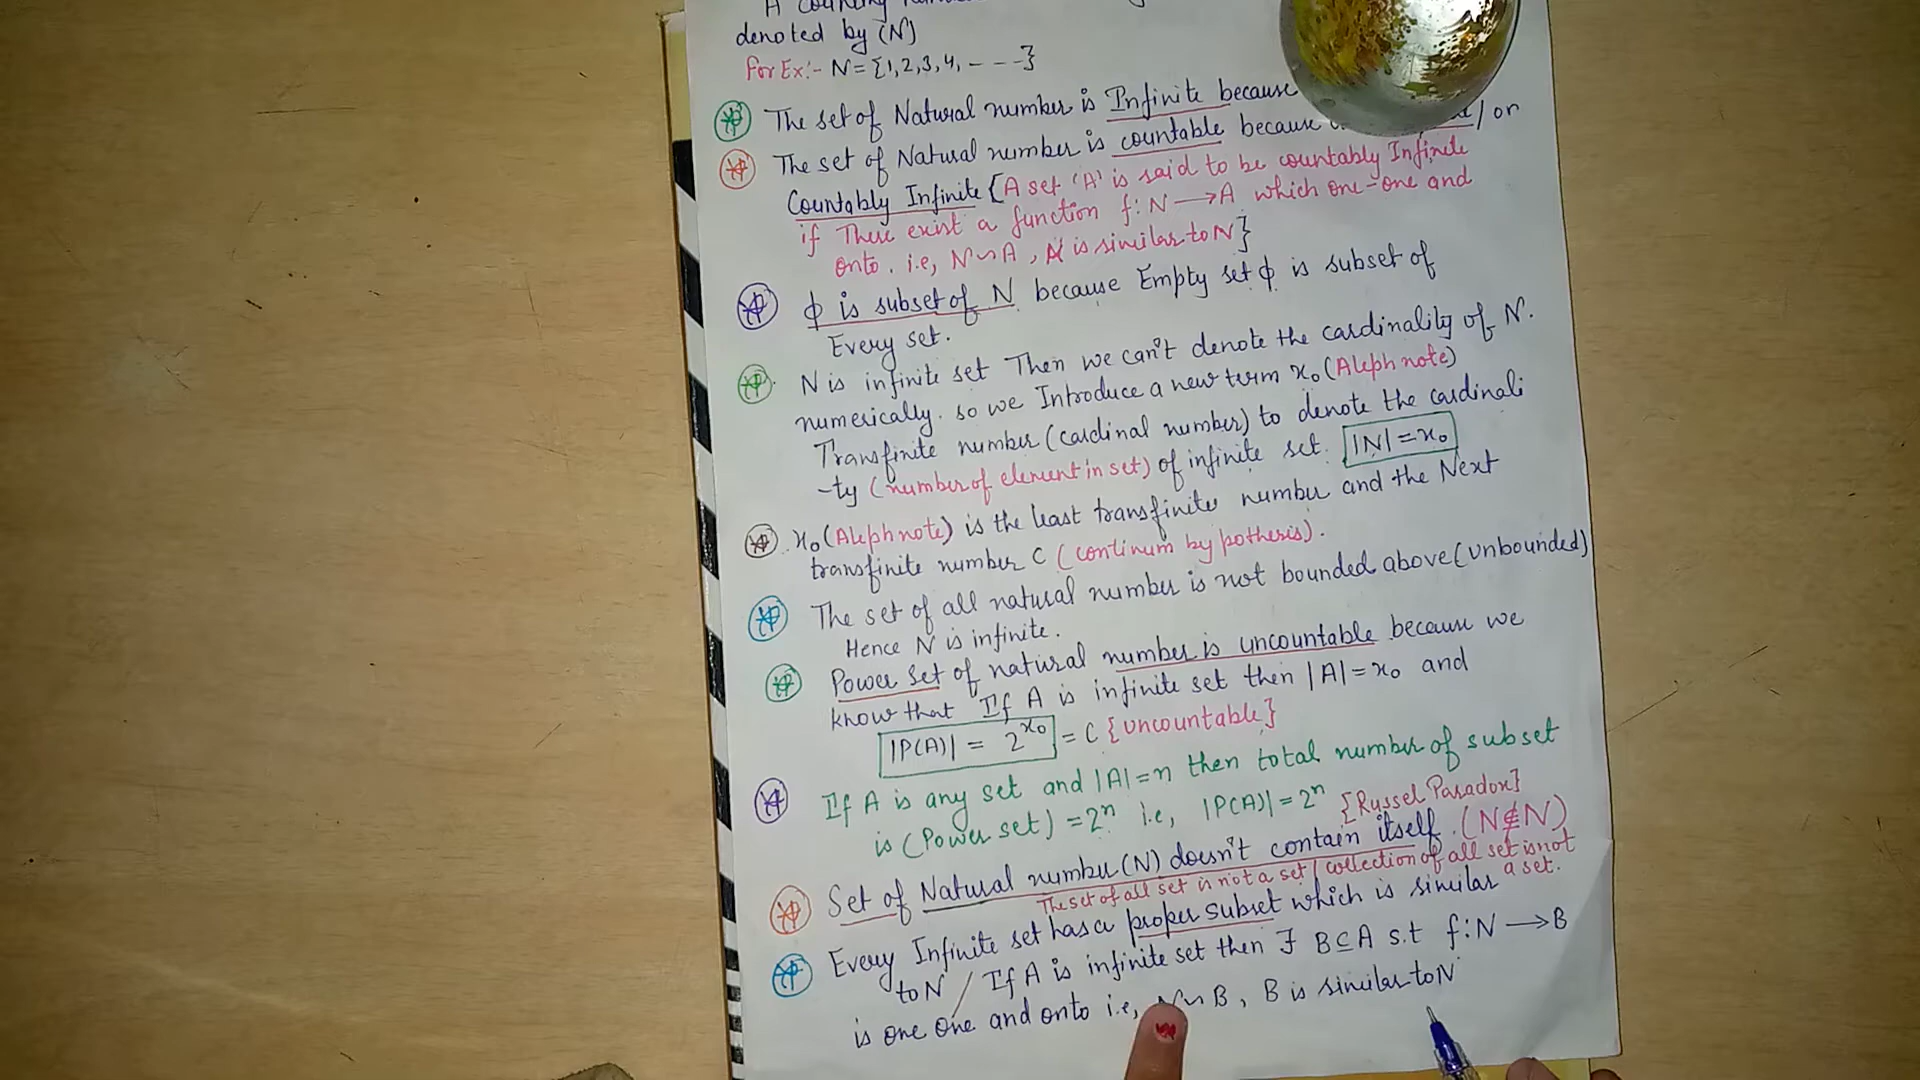 A counting
denoted by (N)
For Ex:- N = {1,2,3,4, - - -}
The set of Natural number is Infinite because
The set of Natural number is countable because / or
Countably Infinite {A set 'A' is said to be countably Infinite
if There exist a function f: N → A which one-one and
onto. i.e, N ~ A, A is similar to N}
ϕ is subset of N because Empty set ϕ is subset of
Every set.
N is infinite set Then we can't denote the cardinality of N.
numerically. so we Introduce a new term x₀ (Aleph note)
Transfinite number (cardinal number) to denote the cardinali
-ty (number of element in set) of infinite set. |N| = x₀
x₀ (Aleph note) is the least transfinite number and the Next
transfinite number C (continum by pothesis).
The set of all natural number is not bounded above (unbounded)
Hence N is infinite.
Power set of natural number is uncountable because we
know that If A is infinite set then |A| = x₀ and
|P(A)| = 2^x₀ = C {uncountable}
If A is any set and |A| = n then total number of subset
is (Power set) = 2ⁿ i.e, |P(A)| = 2ⁿ {Russel Paradox}
Set of Natural number (N) doesn't contain itself. (N ∉ N)
The set of all set is not a set / collection of all set is not a set.
Every Infinite set has a proper subset which is similar
to N / If A is infinite set then ∃ B ⊆ A s.t f: N → B
is one one and onto i.e, N ~ B, B is similar to N